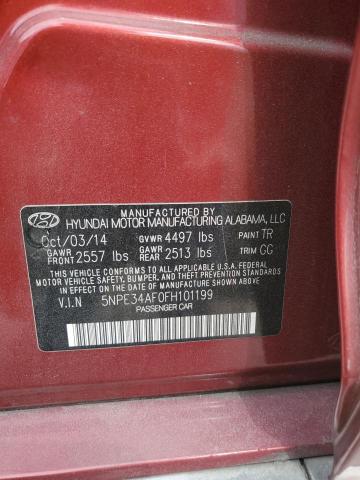 MANUFACTURED BY
HYUNDAI MOTOR MANUFACTURING ALABAMA, LLC
Oct/03/14 GVWR 4497 lbs PAINT TR
GAWR FRONT 2557 lbs GAWR REAR 2513 lbs TRIM GG
THIS VEHICLE CONFORMS TO ALL APPLICABLE U.S.A. FEDERAL
MOTOR VEHICLE SAFETY, BUMPER, AND THEFT PREVENTION
STANDARDS IN EFFECT ON THE DATE OF MANUFACTURE SHOWN ABOVE.
V.I.N 5NPE34AF0FH101199
PASSENGER CAR